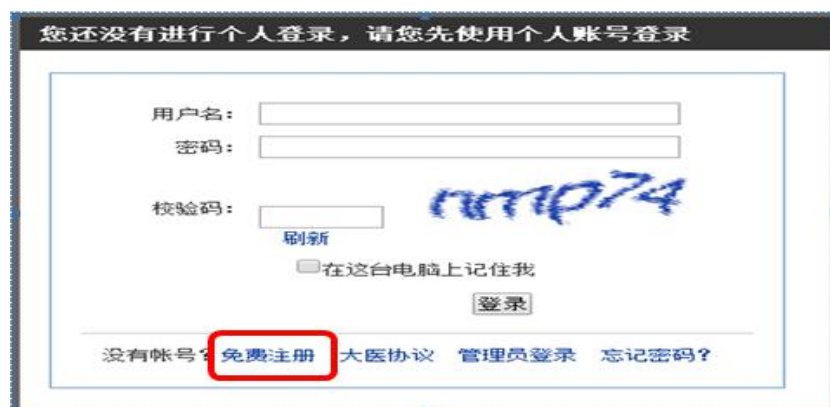 您还没有进行个人登录，请您先使用个人账号登录
用户名：
密码：
校验码： nmp74
刷新
在这台电脑上记住我
登录
没有帐号？免费注册 大医协议 管理员登录 忘记密码？